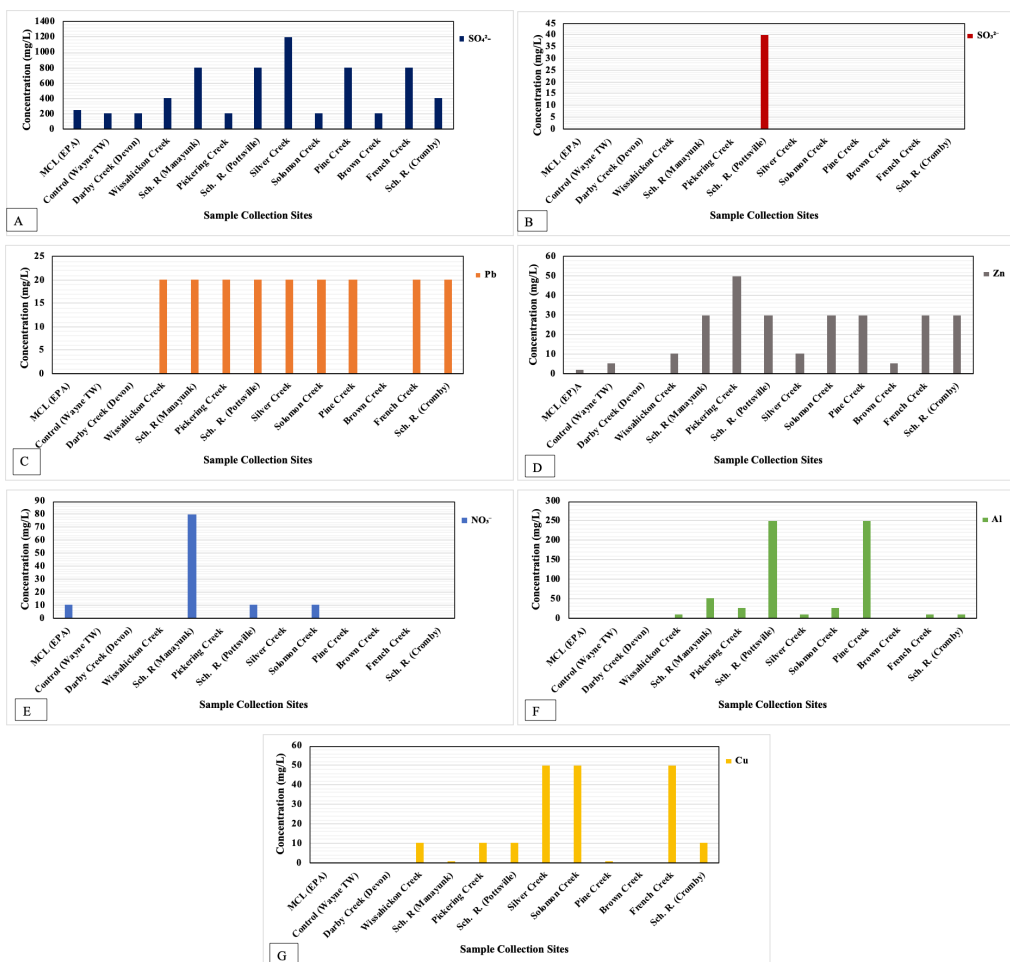 1400
1200
1000
800
600
400
200
0
Concentration (mg/L)
SO₄²-
MCL (EPA)
Control (Wayne TW)
Darby Creek (Devon)
Wissahickon Creek
Sch. R (Manayunk)
Pickering Creek
Sch. R. (Pottsville)
Silver Creek
Solomon Creek
Pine Creek
Brown Creek
French Creek
Sch. R. (Cromby)
Sample Collection Sites
A
45
40
35
30
25
20
15
10
5
0
Concentration (mg/L)
SO₃²⁻
MCL (EPA)
Control (Wayne TW)
Darby Creek (Devon)
Wissahickon Creek
Sch. R (Manayunk)
Pickering Creek
Sch. R. (Pottsville)
Silver Creek
Solomon Creek
Pine Creek
Brown Creek
French Creek
Sch. R. (Cromby)
Sample Collection Sites
B
25
20
15
10
5
0
Concentration (mg/L)
Pb
MCL (EPA)
Control (Wayne TW)
Darby Creek (Devon)
Wissahickon Creek
Sch. R (Manayunk)
Pickering Creek
Sch. R. (Pottsville)
Silver Creek
Solomon Creek
Pine Creek
Brown Creek
French Creek
Sch. R. (Cromby)
Sample Collection Sites
C
60
50
40
30
20
10
0
Concentration (mg/L)
Zn
MCL (EP)A
Control (Wayne TW)
Darby Creek (Devon)
Wissahickon Creek
Sch. R (Manayunk)
Pickering Creek
Sch. R. (Pottsville)
Silver Creek
Solomon Creek
Pine Creek
Brown Creek
French Creek
Sch. R. (Cromby)
Sample Collection Sites
D
90
80
70
60
50
40
30
20
10
0
Concentration (mg/L)
NO₃⁻
MCL (EPA)
Control (Wayne TW)
Darby Creek (Devon)
Wissahickon Creek
Sch. R (Manayunk)
Pickering Creek
Sch. R. (Pottsville)
Silver Creek
Solomon Creek
Pine Creek
Brown Creek
French Creek
Sch. R. (Cromby)
Sample Collection Sites
E
300
250
200
150
100
50
0
Concentration (mg/L)
Al
MCL (EPA)
Control (Wayne TW)
Darby Creek (Devon)
Wissahickon Creek
Sch. R (Manayunk)
Pickering Creek
Sch. R. (Pottsville)
Silver Creek
Solomon Creek
Pine Creek
Brown Creek
French Creek
Sch. R. (Cromby)
Sample Collection Sites
F
60
50
40
30
20
10
0
Concentration (mg/L)
Cu
MCL (EPA)
Control (Wayne TW)
Darby Creek (Devon)
Wissahickon Creek
Sch. R (Manayunk)
Pickering Creek
Sch. R. (Pottsville)
Silver Creek
Solomon Creek
Pine Creek
Brown Creek
French Creek
Sch. R. (Cromby)
Sample Collection Sites
G